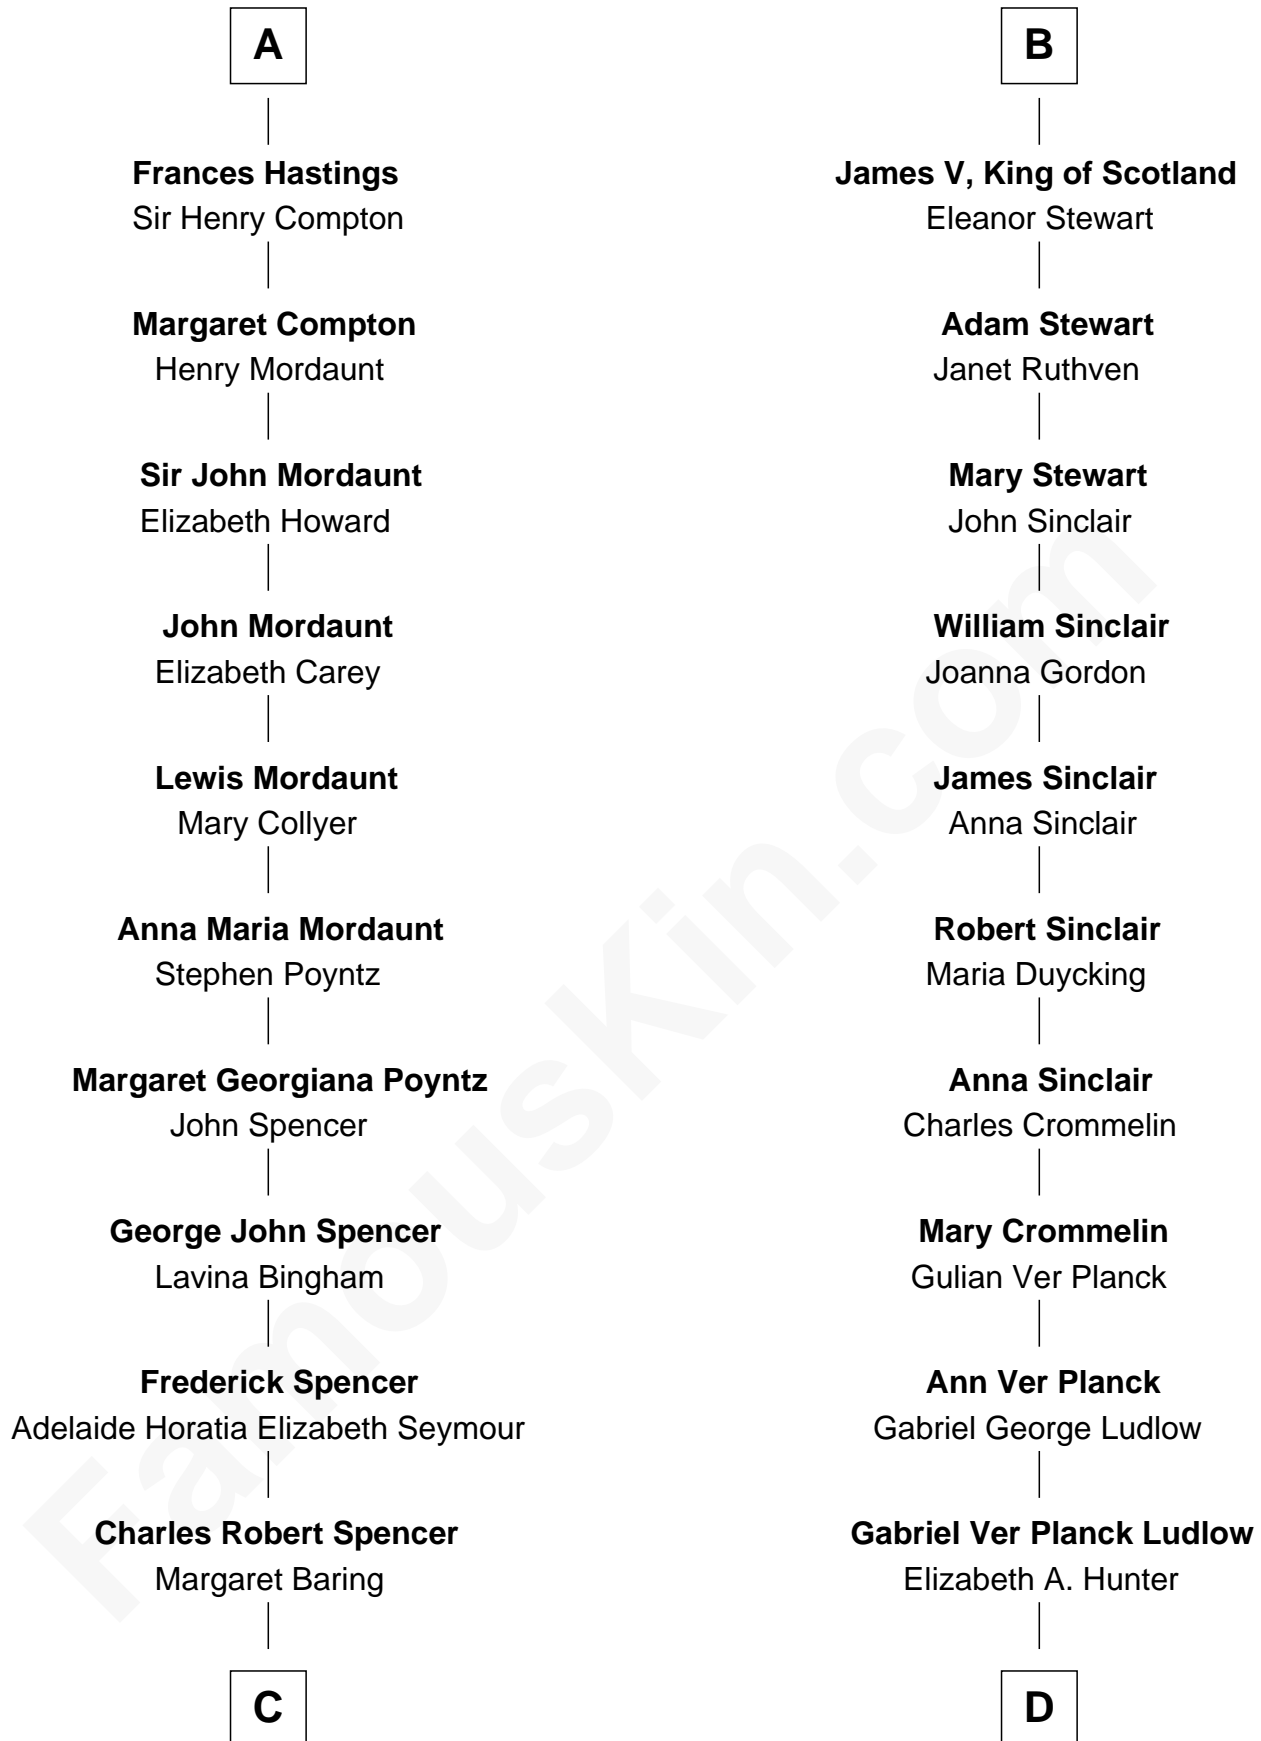 A
Frances Hastings
Sir Henry Compton
Margaret Compton
Henry Mordaunt
Sir John Mordaunt
Elizabeth Howard
John Mordaunt
Elizabeth Carey
Lewis Mordaunt
Mary Collyer
Anna Maria Mordaunt
Stephen Poyntz
Margaret Georgiana Poyntz
John Spencer
George John Spencer
Lavina Bingham
Frederick Spencer
Adelaide Horatia Elizabeth Seymour
Charles Robert Spencer
Margaret Baring
C
B
James V, King of Scotland
Eleanor Stewart
Adam Stewart
Janet Ruthven
Mary Stewart
John Sinclair
William Sinclair
Joanna Gordon
James Sinclair
Anna Sinclair
Robert Sinclair
Maria Duycking
Anna Sinclair
Charles Crommelin
Mary Crommelin
Gulian Ver Planck
Ann Ver Planck
Gabriel George Ludlow
Gabriel Ver Planck Ludlow
Elizabeth A. Hunter
D
FamousKin.com